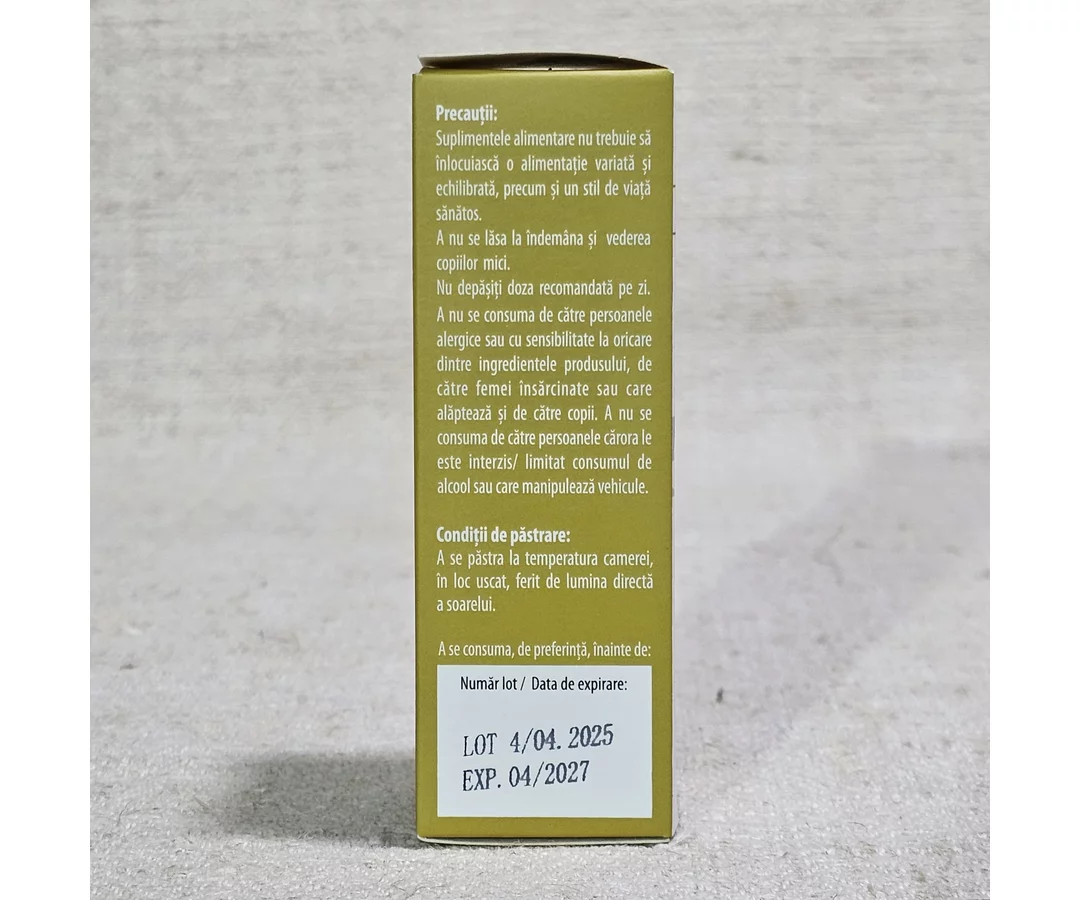 Precauții:
Suplimentele alimentare nu trebuie să
înlocuiască o alimentație variată și
echilibrată, precum și un stil de viață
sănătos.
A nu se lăsa la îndemâna și vederea
copiilor mici.
Nu depășiți doza recomandată pe zi.
A nu se consuma de către persoanele
alergice sau cu sensibilitate la oricare
dintre ingredientele produsului, de
către femei însărcinate sau care
alăptează și de către copii. A nu se
consuma de către persoanele cărora le
este interzis/ limitat consumul de
alcool sau care manipulează vehicule.
Condiții de păstrare:
A se păstra la temperatura camerei,
în loc uscat, ferit de lumina directă
a soarelui.
A se consuma, de preferință, înainte de:
Număr lot / Data de expirare:
LOT 4/04. 2025
EXP. 04/2027